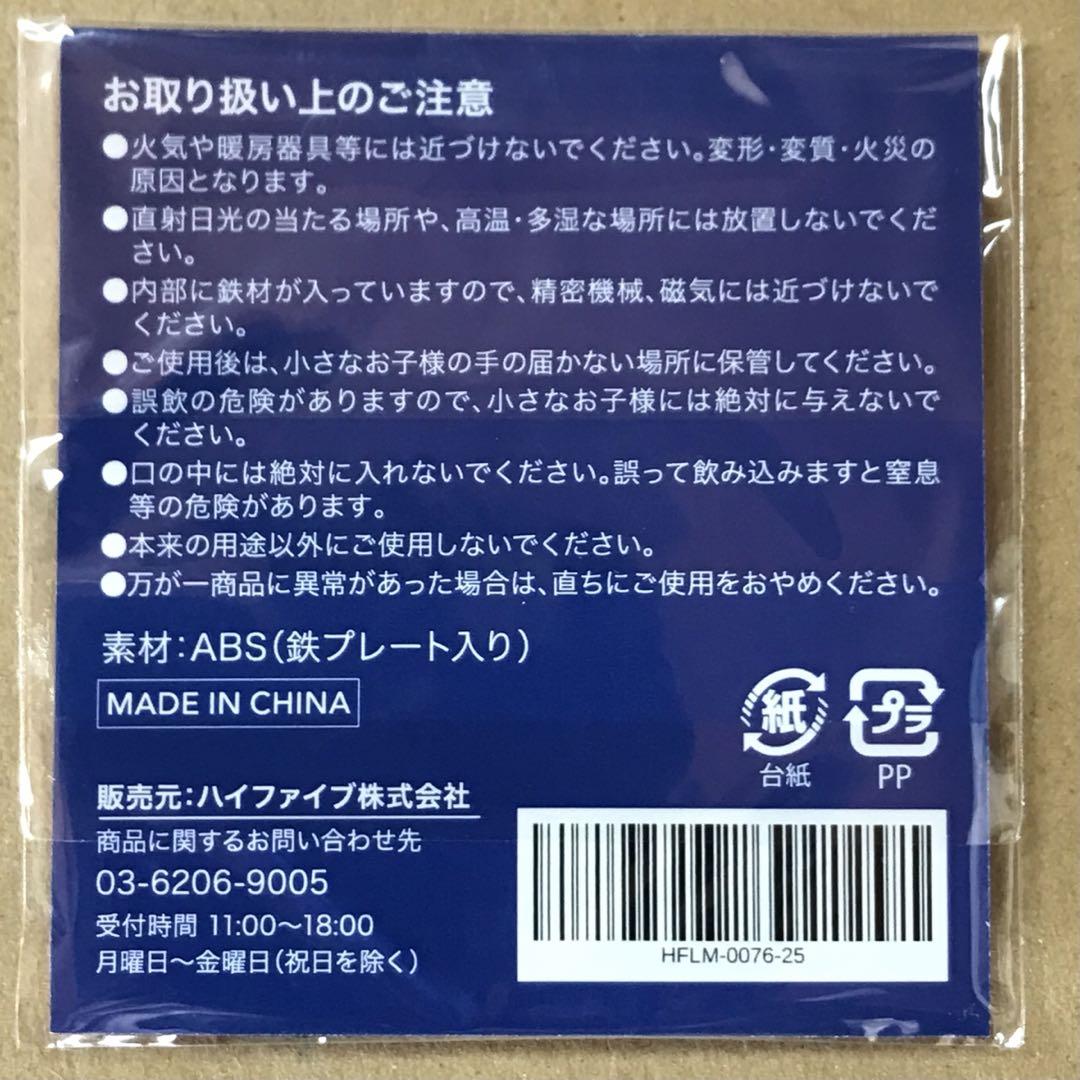 お取り扱い上のご注意
●火気や暖房器具等には近づけないでください。変形・変質・火災の
原因となります。
●直射日光の当たる場所や、高温・多湿な場所には放置しないでくだ
さい。
●内部に鉄材が入っていますので、精密機械、磁気には近づけないで
ください。
●ご使用後は、小さなお子様の手の届かない場所に保管してください。
●誤飲の危険がありますので、小さなお子様には絶対に与えないで
ください。
●口の中には絶対に入れないでください。誤って飲み込みますと窒息
等の危険があります。
●本来の用途以外にご使用しないでください。
●万が一商品に異常があった場合は、直ちにご使用をおやめください。
素材:ABS(鉄プレート入り)
MADE IN CHINA
紙
プラ
台紙
PP
販売元:ハイファイブ株式会社
商品に関するお問い合わせ先
03-6206-9005
受付時間 11:00〜18:00
月曜日〜金曜日(祝日を除く)
HFLM-0076-25